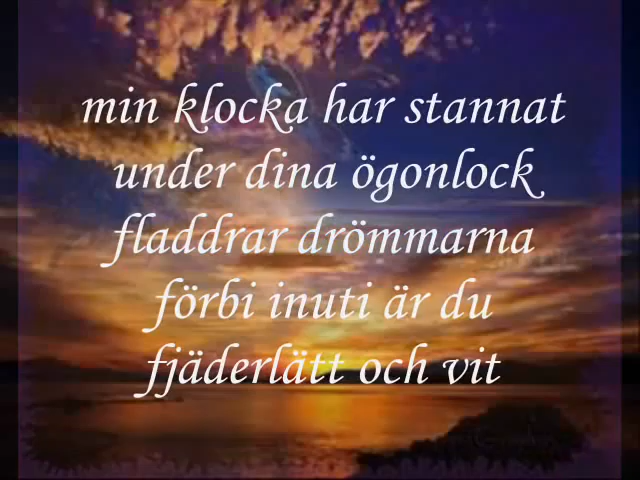 min klocka har stannat
under dina ögonlock
fladdrar drömmarna
förbi inuti är du
fjäderlätt och vit